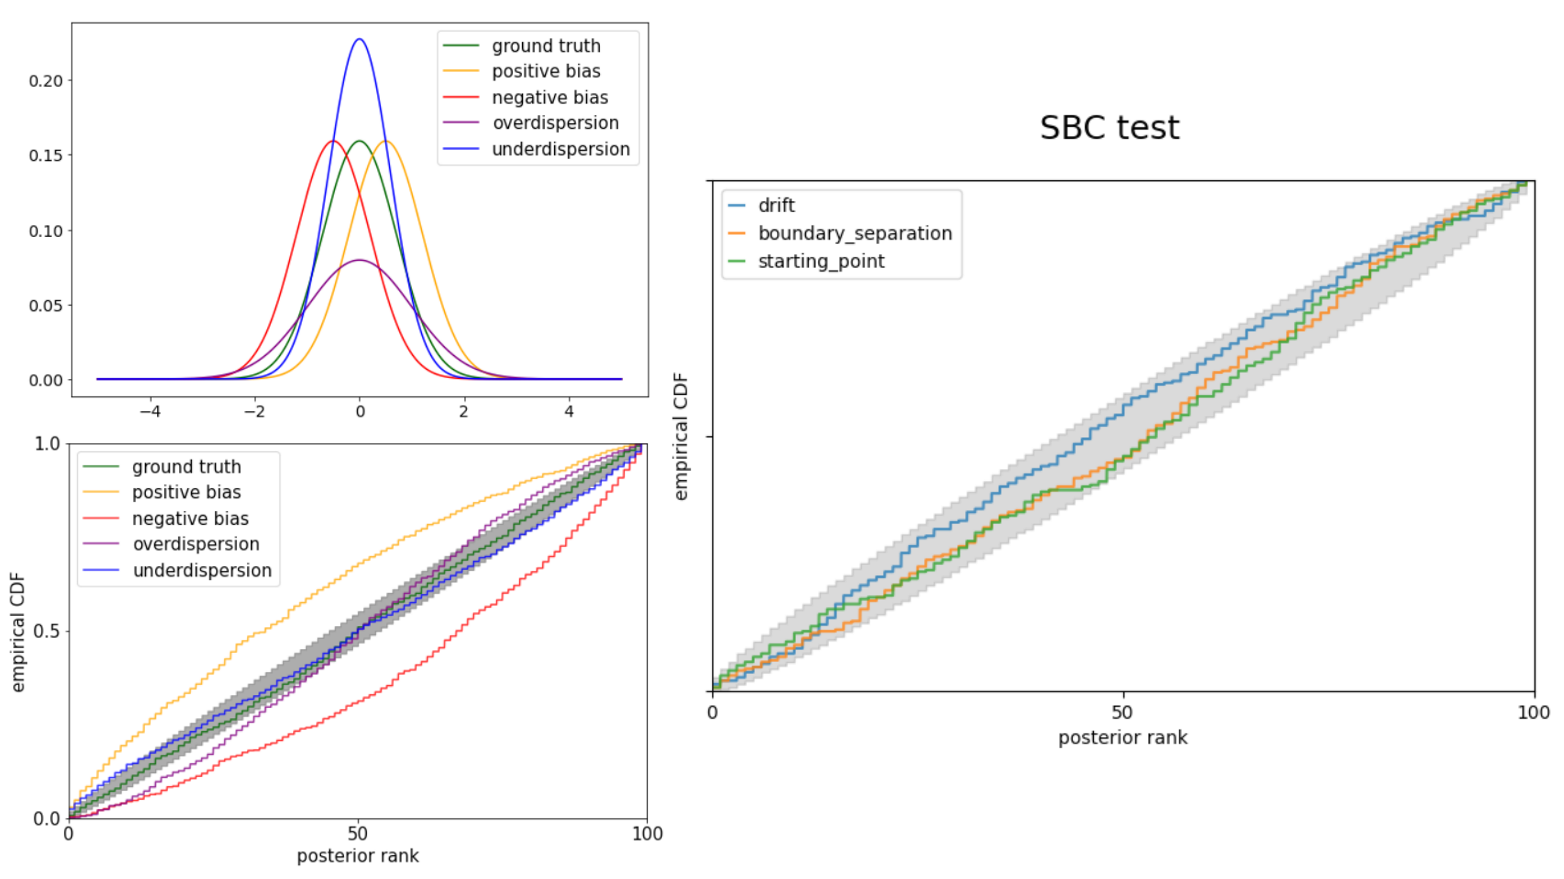 0.20
0.15
0.10
0.05
0.00
ground truth
positive bias
negative bias
overdispersion
underdispersion
−4 −2 0 2 4
1.0
0.5
0.0
empirical CDF
ground truth
positive bias
negative bias
overdispersion
underdispersion
0 50 100
posterior rank
SBC test
drift
boundary_separation
starting_point
empirical CDF
0 50 100
posterior rank